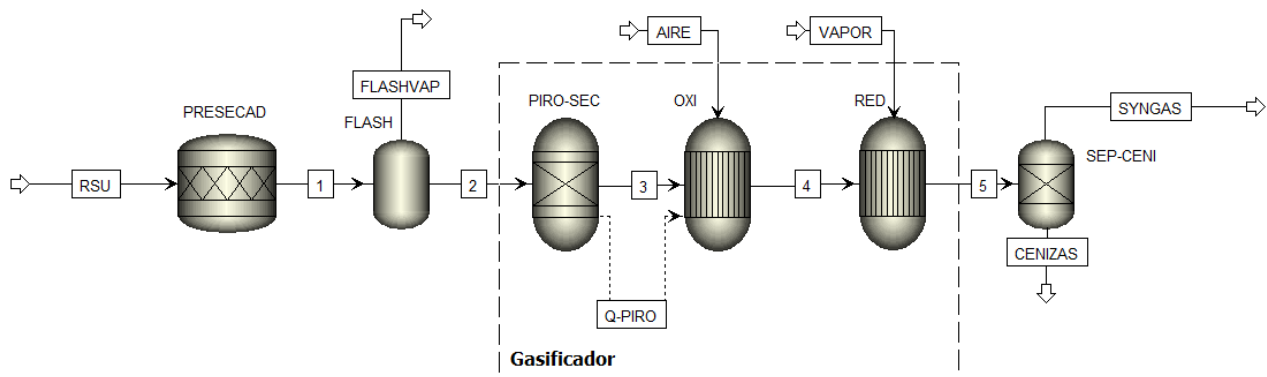 AIRE
VAPOR
FLASHVAP
PIRO-SEC
OXI
RED
SYNGAS
PRESECAD
FLASH
SEP-CENI
RSU
1
2
3
4
5
CENIZAS
Q-PIRO
Gasificador